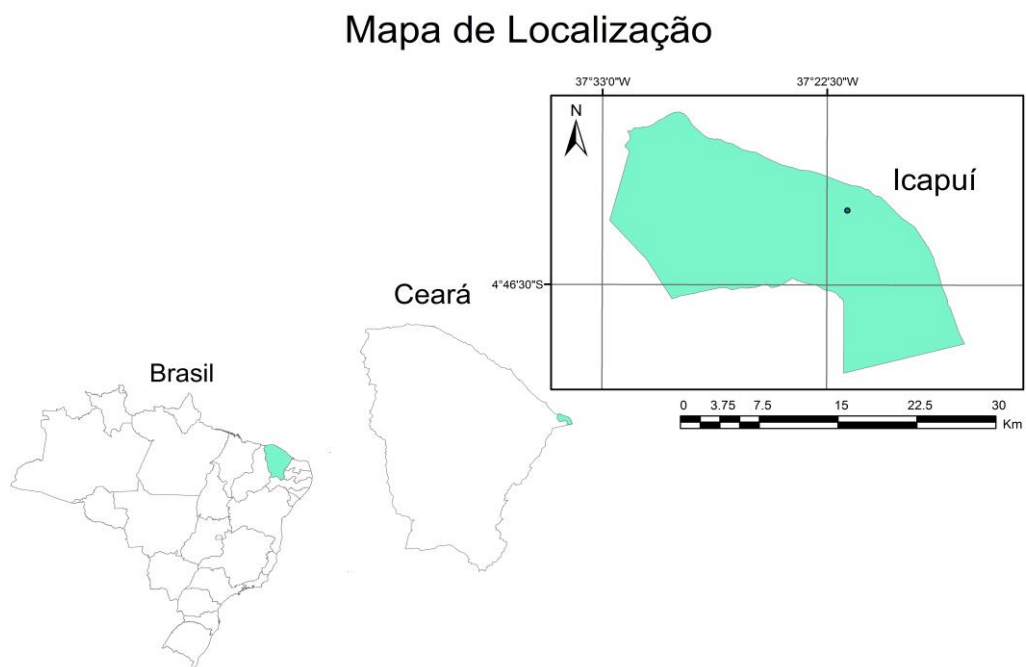 Mapa de Localização
37°33'0"W
37°22'30"W
N
Icapuí
4°46'30"S
Ceará
Brasil
0 3.75 7.5 15 22.5 30
Km